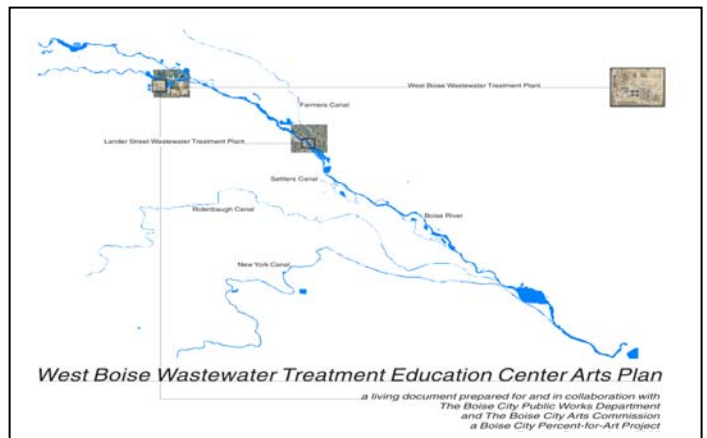 West Boise Wastewater Treatment Plant
Farmers Canal
Lander Street Wastewater Treatment Plant
Settlers Canal
Ridenbaugh Canal
Boise River
New York Canal
West Boise Wastewater Treatment Education Center Arts Plan
a living document prepared for and in collaboration with
The Boise City Public Works Department
and The Boise City Arts Commission
a Boise City Percent-for-Art Project